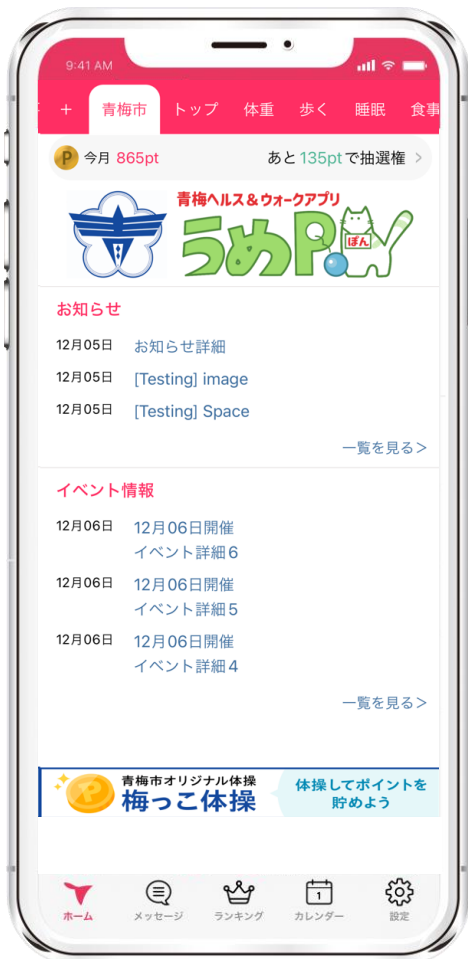 9:41 AM
+ 青梅市 トップ 体重 歩く 睡眠 食事
P 今月 865pt あと 135pt で抽選権 >
青梅ヘルス&ウォークアプリ
うめPo
ぽん
お知らせ
12月05日 お知らせ詳細
12月05日 [Testing] image
12月05日 [Testing] Space
一覧を見る>
イベント情報
12月06日 12月06日開催
イベント詳細6
12月06日 12月06日開催
イベント詳細5
12月06日 12月06日開催
イベント詳細4
一覧を見る>
P 青梅市オリジナル体操 体操してポイントを
梅っこ体操 貯めよう
1
ホーム メッセージ ランキング カレンダー 設定